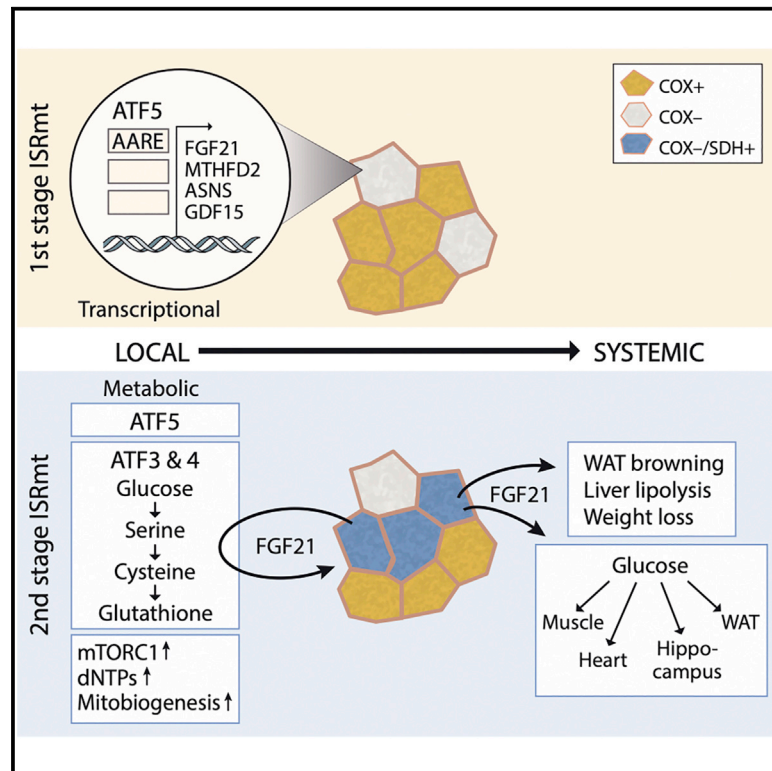 1st stage ISRmt
ATF5
AARE
FGF21
MTHFD2
ASNS
GDF15
Transcriptional
COX+
COX–
COX–/SDH+
LOCAL
SYSTEMIC
2nd stage ISRmt
Metabolic
ATF5
ATF3 & 4
Glucose
Serine
Cysteine
Glutathione
mTORC1↑
dNTPs↑
Mitobiogenesis↑
FGF21
FGF21
WAT browning
Liver lipolysis
Weight loss
Glucose
Muscle
Heart
Hippo-
campus
WAT